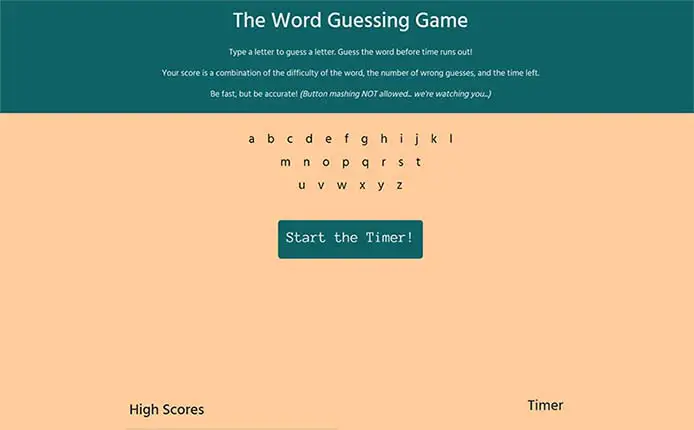 The Word Guessing Game
Type a letter to guess a letter. Guess the word before time runs out!
Your score is a combination of the difficulty of the word, the number of wrong guesses, and the time left.
Be fast, but be accurate! (Button mashing NOT allowed... we're watching you...)
a b c d e f g h i j k l
m n o p q r s t
u v w x y z
Start the Timer!
High Scores
Timer